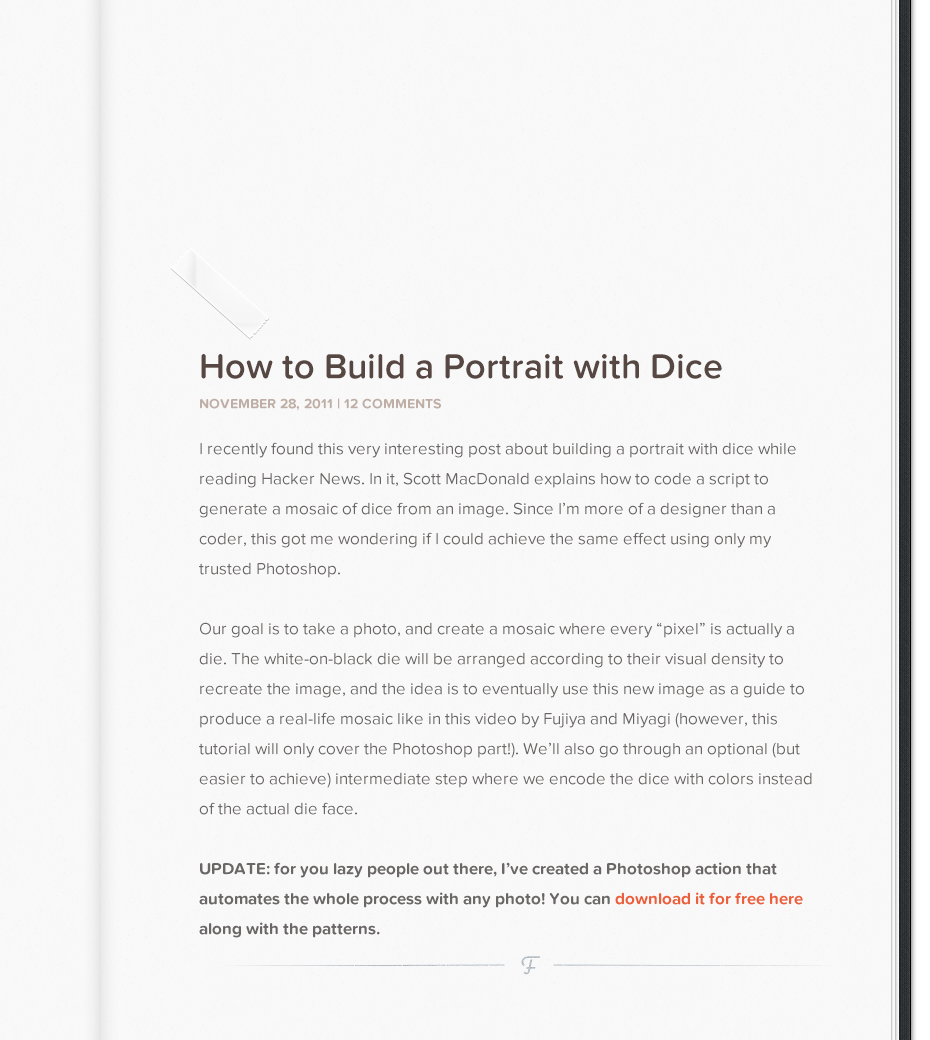 How to Build a Portrait with Dice
NOVEMBER 28, 2011 | 12 COMMENTS
I recently found this very interesting post about building a portrait with dice while
reading Hacker News. In it, Scott MacDonald explains how to code a script to
generate a mosaic of dice from an image. Since I’m more of a designer than a
coder, this got me wondering if I could achieve the same effect using only my
trusted Photoshop.
Our goal is to take a photo, and create a mosaic where every “pixel” is actually a
die. The white-on-black die will be arranged according to their visual density to
recreate the image, and the idea is to eventually use this new image as a guide to
produce a real-life mosaic like in this video by Fujiya and Miyagi (however, this
tutorial will only cover the Photoshop part!). We’ll also go through an optional (but
easier to achieve) intermediate step where we encode the dice with colors instead
of the actual die face.
UPDATE: for you lazy people out there, I’ve created a Photoshop action that
automates the whole process with any photo! You can download it for free here
along with the patterns.
F